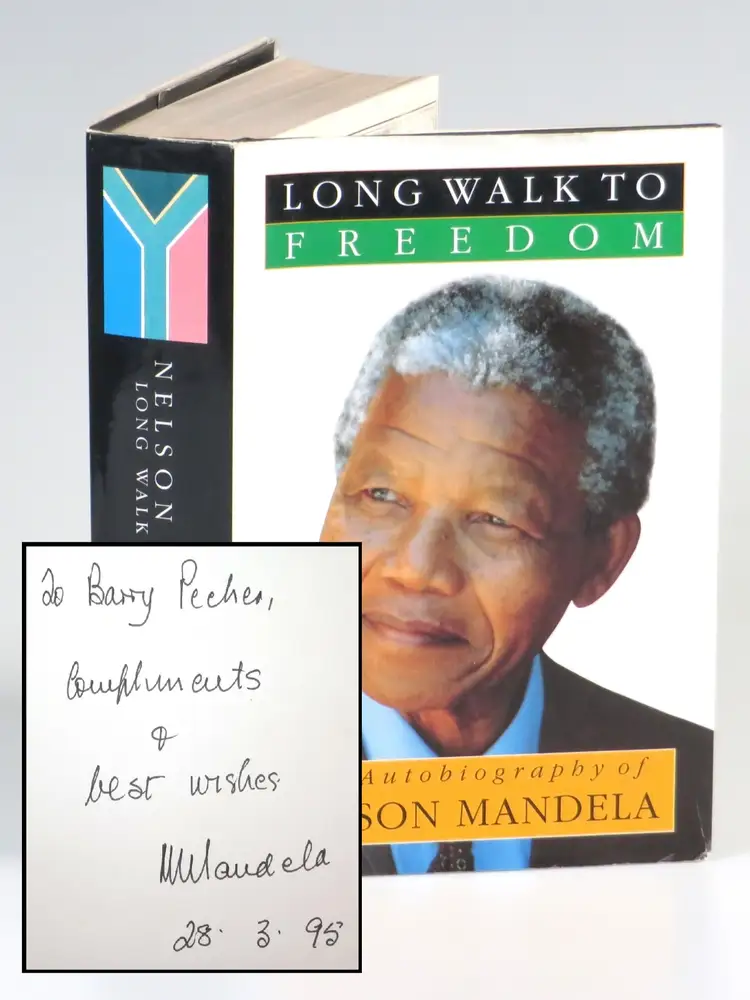 LONG WALK TO
FREEDOM
NELSON
LONG WALK
Autobiography of
SON MANDELA
To Barry Pecher,
Compliments
&
best wishes
NMandela
28. 3. 95